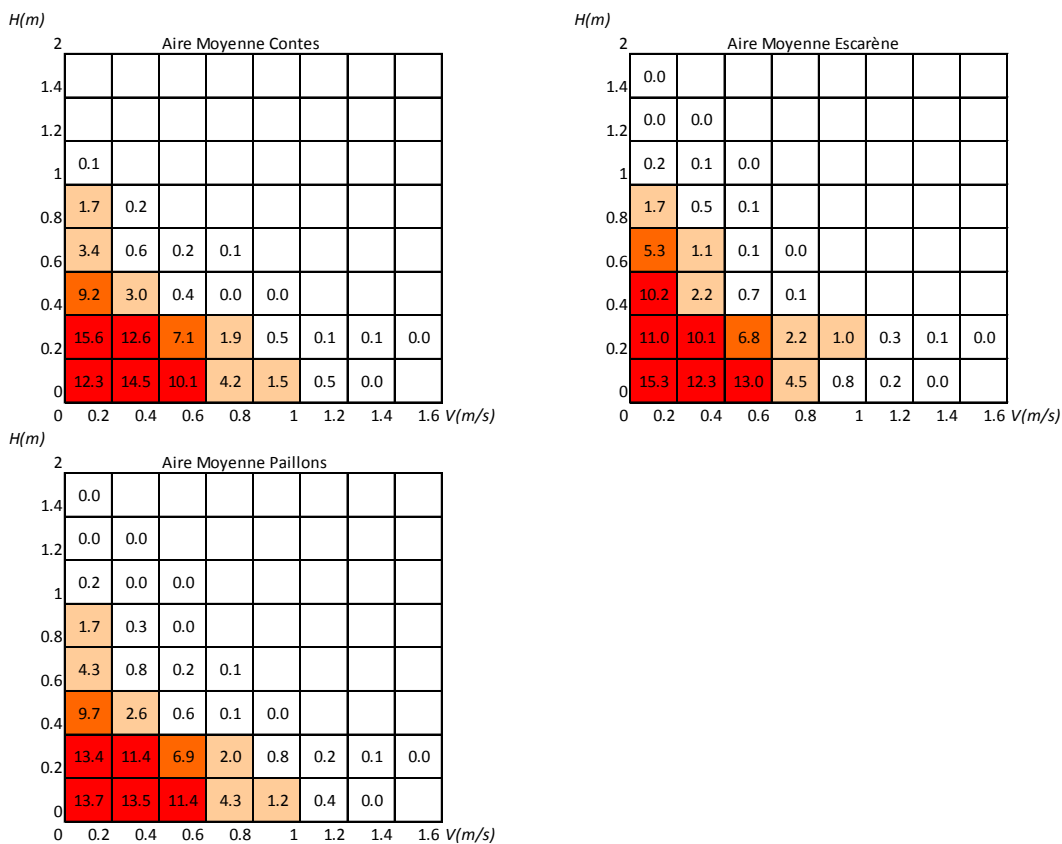 H(m)
2 Aire Moyenne Contes
1.4
1.2
0.1
1
1.7 0.2
0.8
3.4 0.6 0.2 0.1
0.6
9.2 3.0 0.4 0.0 0.0
0.4
15.6 12.6 7.1 1.9 0.5 0.1 0.1 0.0
0.2
12.3 14.5 10.1 4.2 1.5 0.5 0.0
0
0 0.2 0.4 0.6 0.8 1 1.2 1.4 1.6 V(m/s)
H(m)
2 Aire Moyenne Escarène
0.0
1.4
0.0 0.0
1.2
0.2 0.1 0.0
1
1.7 0.5 0.1
0.8
5.3 1.1 0.1 0.0
0.6
10.2 2.2 0.7 0.1
0.4
11.0 10.1 6.8 2.2 1.0 0.3 0.1 0.0
0.2
15.3 12.3 13.0 4.5 0.8 0.2 0.0
0
0 0.2 0.4 0.6 0.8 1 1.2 1.4 1.6 V(m/s)
H(m)
2 Aire Moyenne Paillons
0.0
1.4
0.0 0.0
1.2
0.2 0.0 0.0
1
1.7 0.3 0.0
0.8
4.3 0.8 0.2 0.1
0.6
9.7 2.6 0.6 0.1 0.0
0.4
13.4 11.4 6.9 2.0 0.8 0.2 0.1 0.0
0.2
13.7 13.5 11.4 4.3 1.2 0.4 0.0
0
0 0.2 0.4 0.6 0.8 1 1.2 1.4 1.6 V(m/s)